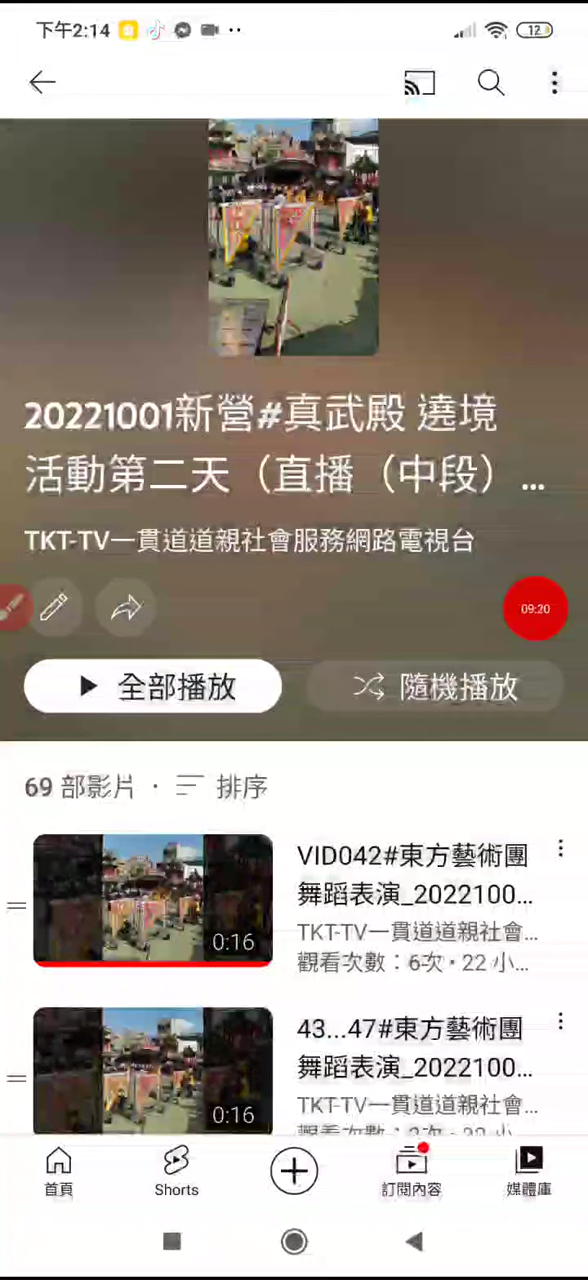 下午2:14
12
20221001新營#真武殿 遶境
活動第二天（直播（中段）...
TKT-TV一貫道道親社會服務網路電視台
09:20
全部播放
隨機播放
69 部影片 · 排序
VID042#東方藝術團
舞蹈表演_2022100...
TKT-TV一貫道道親社會...
觀看次數：6次 · 22 小...
0:16
43...47#東方藝術團
舞蹈表演_2022100...
TKT-TV一貫道道親社會...
0:16
首頁
Shorts
訂閱內容
媒體庫